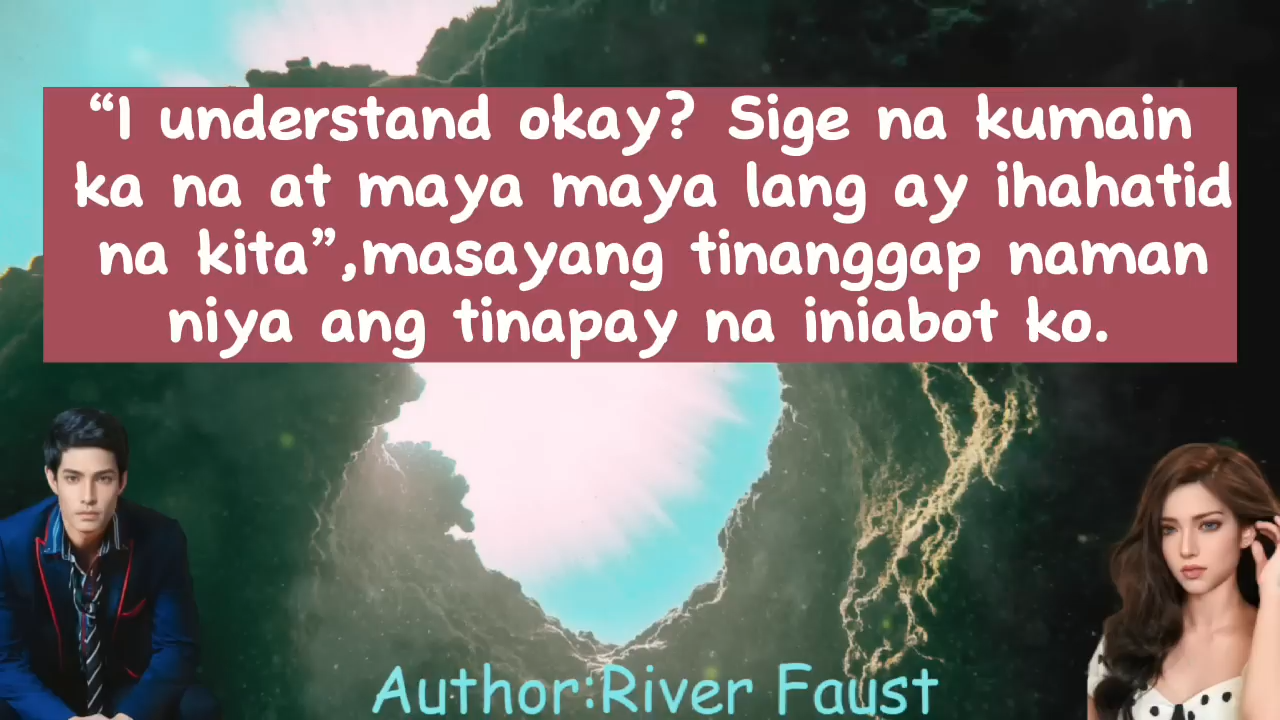 “I understand okay? Sige na kumain
ka na at maya maya lang ay ihahatid
na kita”,masayang tinanggap naman
niya ang tinapay na iniabot ko.
Author:River Faust